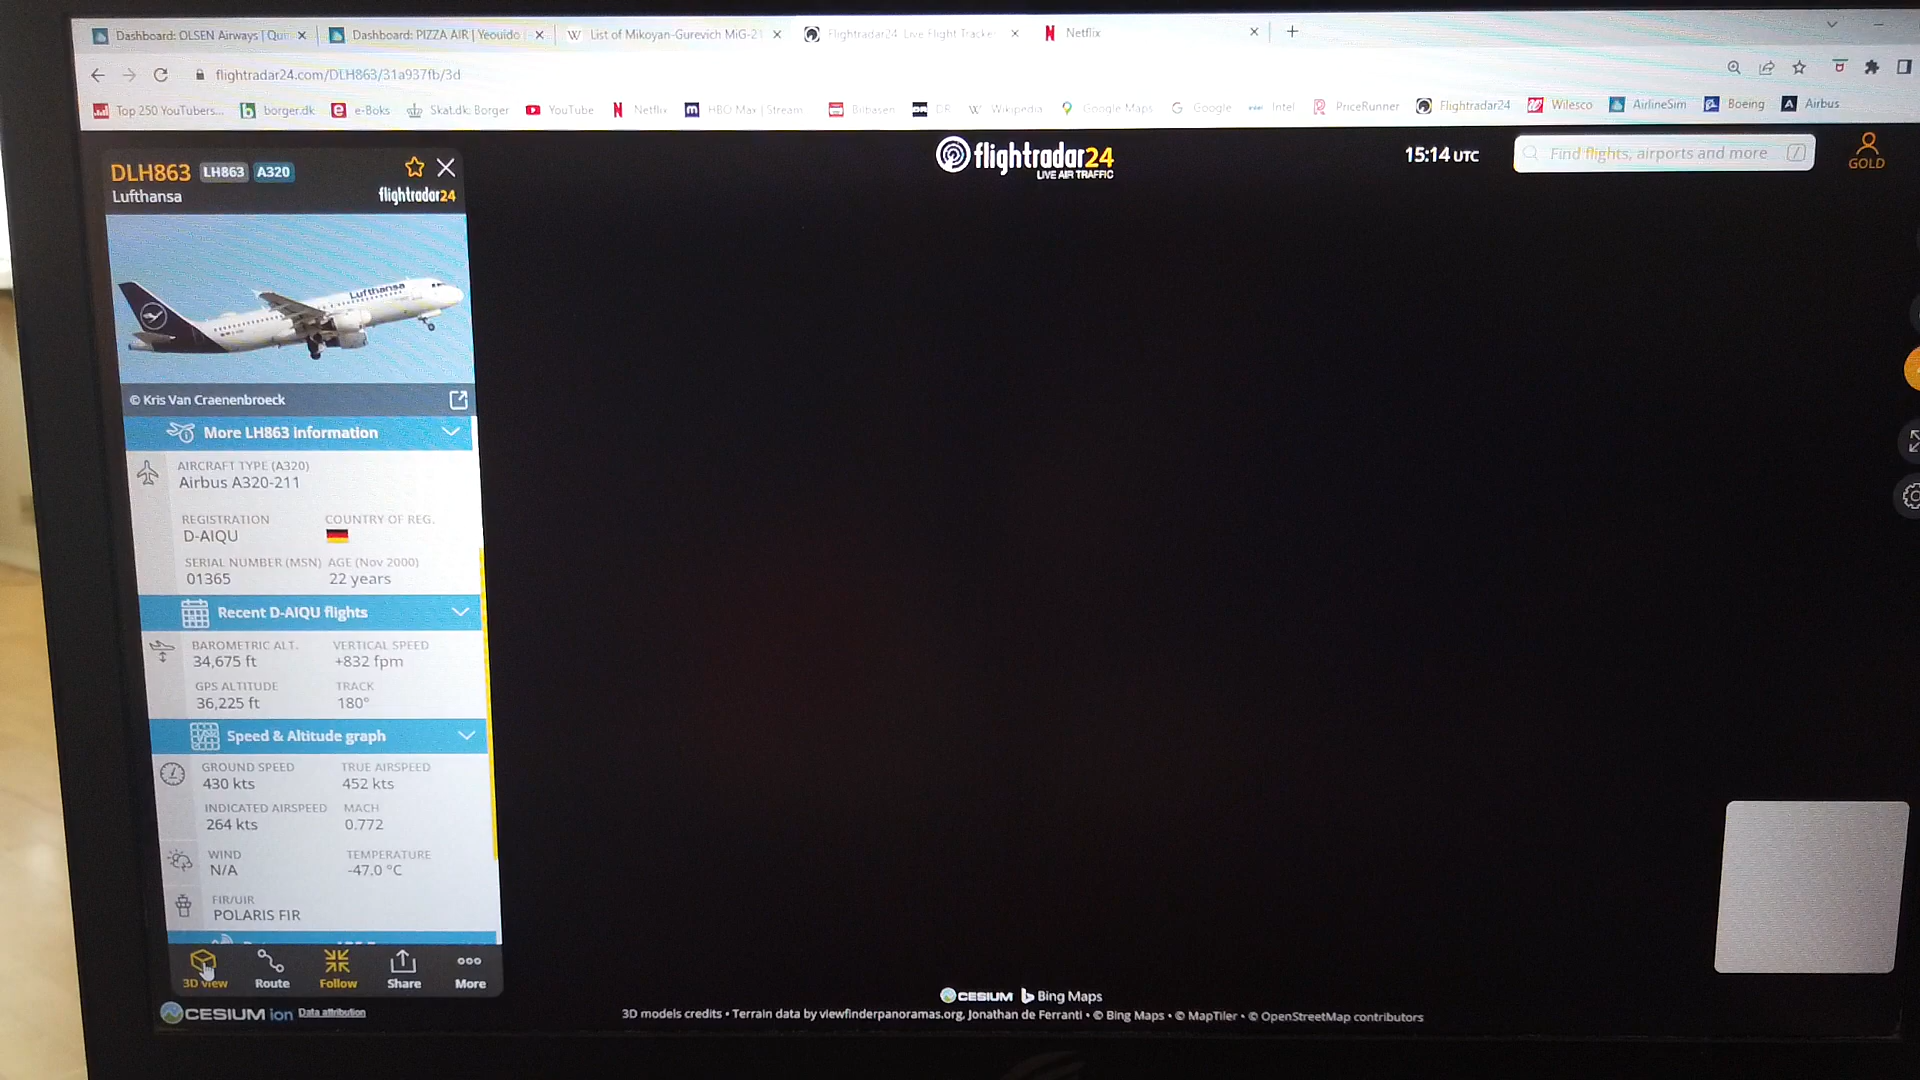 Dashboard: OLSEN Airways | Qui
Dashboard: PIZZA AIR | Yeouido
List of Mikoyan-Gurevich MiG-21
Flightradar24: Live Flight Tracke
Netflix
flightradar24.com/DLH863/31a937fb/3d
Top 250 YouTubers...
borger.dk
e-Boks
Skat.dk: Borger
YouTube
Netflix
HBO Max | Stream
Bilbasen
DR
Wikipedia
Google Maps
Google
Intel
PriceRunner
Flightradar24
Wilesco
AirlineSim
Boeing
Airbus
DLH863 LH863 A320
Lufthansa
flightradar24
flightradar24
LIVE AIR TRAFFIC
15:14 UTC
Find flights, airports and more /
GOLD
Lufthansa
© Kris Van Craenenbroeck
More LH863 information
AIRCRAFT TYPE (A320)
Airbus A320-211
REGISTRATION COUNTRY OF REG.
D-AIQU
SERIAL NUMBER (MSN) AGE (Nov 2000)
01365 22 years
Recent D-AIQU flights
BAROMETRIC ALT. VERTICAL SPEED
34,675 ft +832 fpm
GPS ALTITUDE TRACK
36,225 ft 180°
Speed & Altitude graph
GROUND SPEED TRUE AIRSPEED
430 kts 452 kts
INDICATED AIRSPEED MACH
264 kts 0.772
WIND TEMPERATURE
N/A -47.0 °C
FIR/UIR
POLARIS FIR
3D view Route Follow Share More
CESIUM ion Data attribution
CESIUM Bing Maps
3D models credits • Terrain data by viewfinderpanoramas.org, Jonathan de Ferranti • © Bing Maps • © MapTiler • © OpenStreetMap contributors